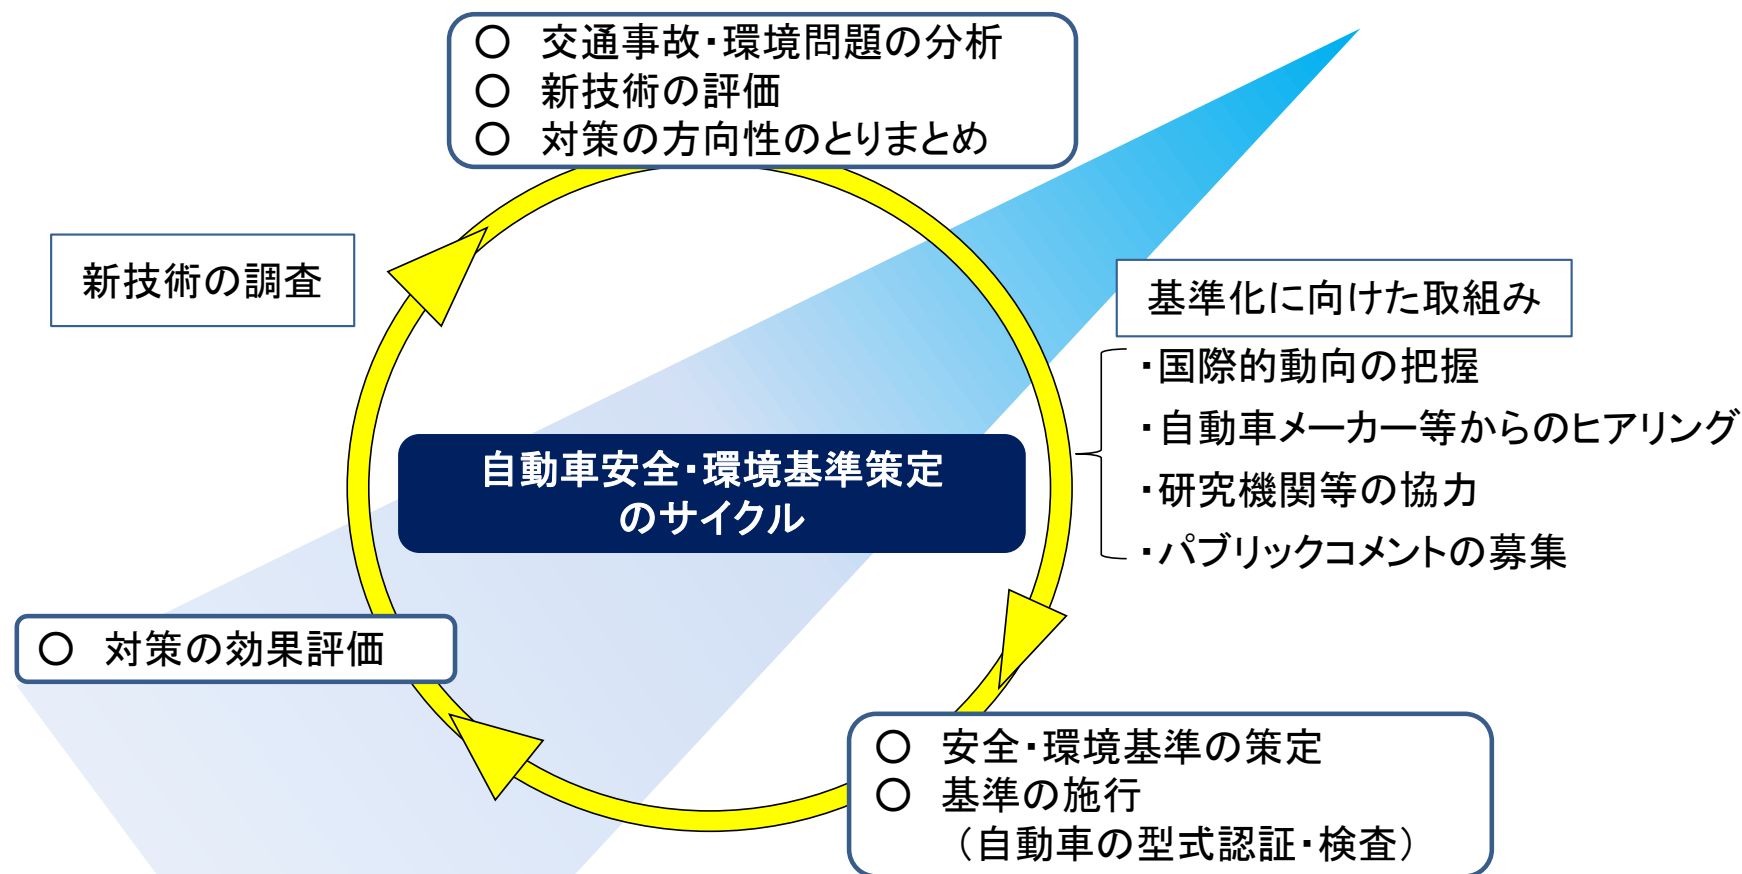 ○ 交通事故・環境問題の分析
○ 新技術の評価
○ 対策の方向性のとりまとめ
新技術の調査
基準化に向けた取組み
・国際的動向の把握
・自動車メーカー等からのヒアリング
・研究機関等の協力
・パブリックコメントの募集
自動車安全・環境基準策定
のサイクル
○ 対策の効果評価
○ 安全・環境基準の策定
○ 基準の施行
（自動車の型式認証・検査）